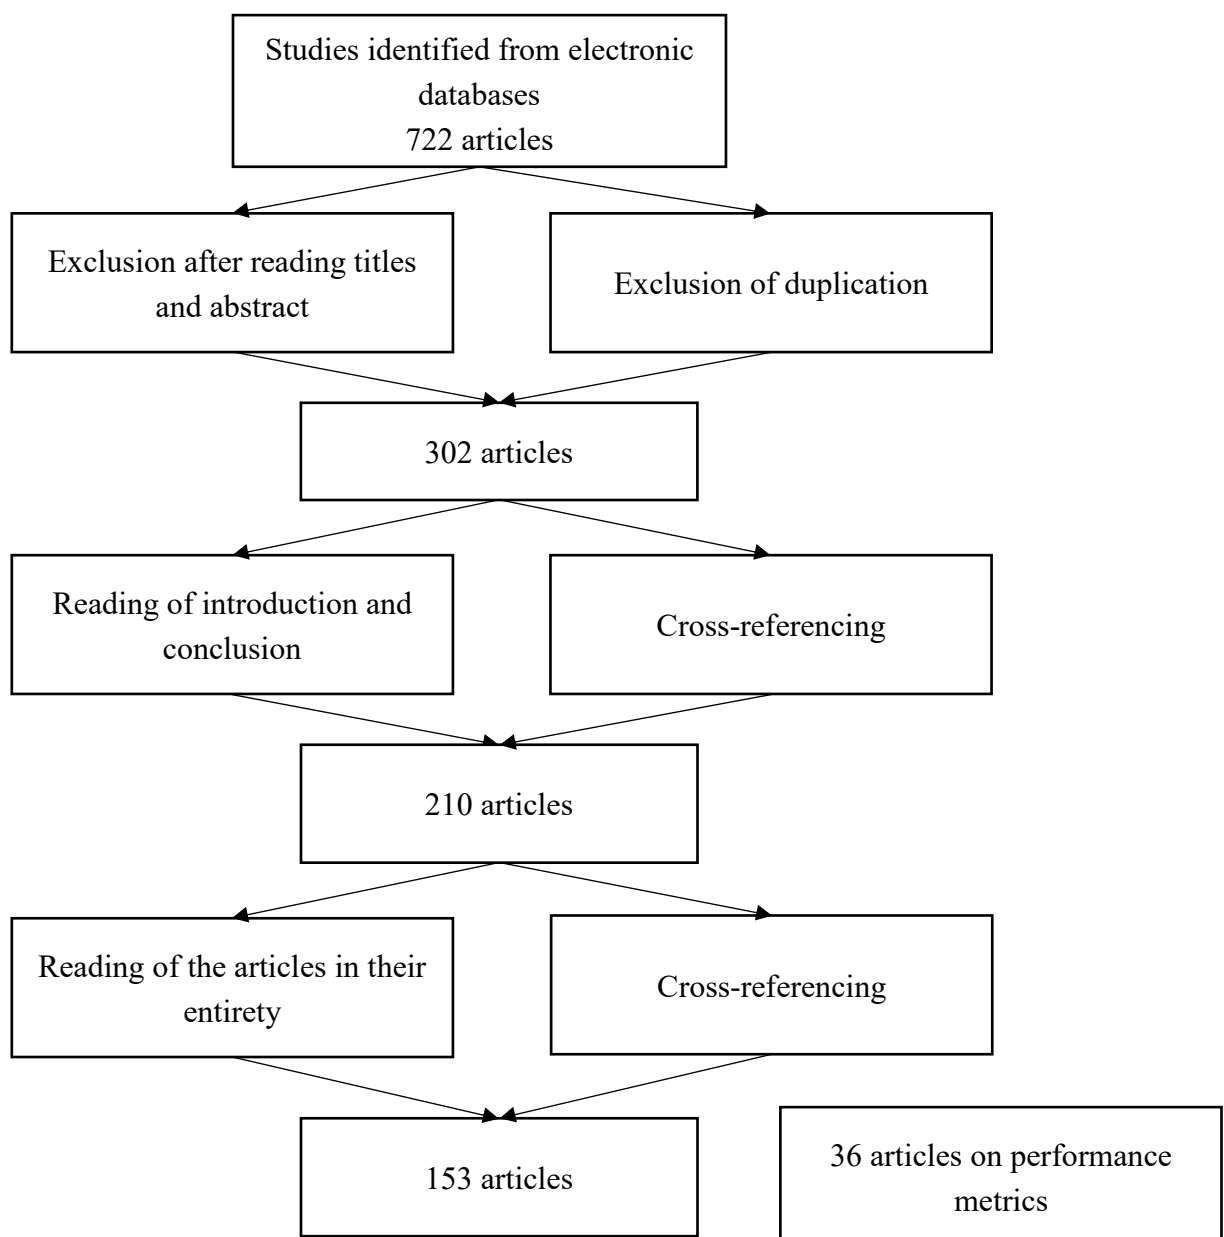 Studies identified from electronic
databases
722 articles
Exclusion after reading titles
and abstract
Exclusion of duplication
302 articles
Reading of introduction and
conclusion
Cross-referencing
210 articles
Reading of the articles in their
entirety
Cross-referencing
153 articles
36 articles on performance
metrics